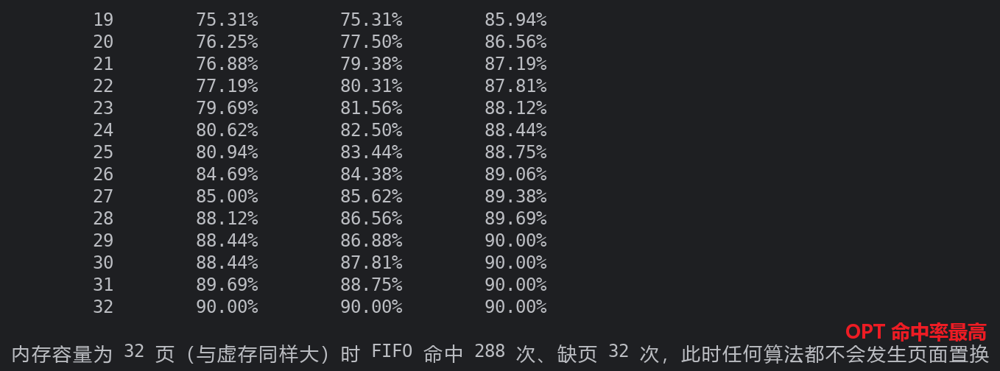 19 75.31% 75.31% 85.94%
20 76.25% 77.50% 86.56%
21 76.88% 79.38% 87.19%
22 77.19% 80.31% 87.81%
23 79.69% 81.56% 88.12%
24 80.62% 82.50% 88.44%
25 80.94% 83.44% 88.75%
26 84.69% 84.38% 89.06%
27 85.00% 85.62% 89.38%
28 88.12% 86.56% 89.69%
29 88.44% 86.88% 90.00%
30 88.44% 87.81% 90.00%
31 89.69% 88.75% 90.00%
32 90.00% 90.00% 90.00%
OPT 命中率最高
内存容量为 32 页（与虚存同样大）时 FIFO 命中 288 次、缺页 32 次，此时任何算法都不会发生页面置换